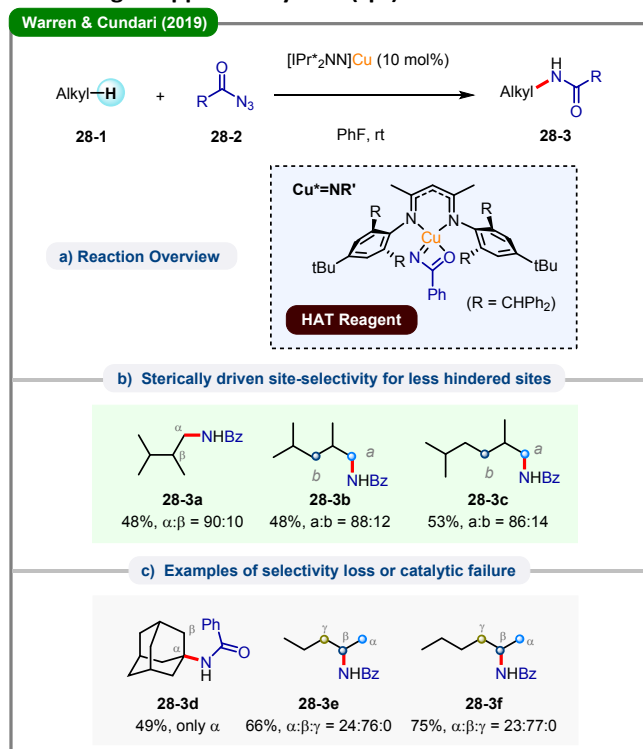 Warren & Cundari (2019)
Alkyl–H + R O N3 [IPr*2NN]Cu (10 mol%) PhF, rt Alkyl H N O R
28-1 28-2 28-3
Cu*=NR'
R R N N Cu N O R R tBu tBu Ph
(R = CHPh2)
HAT Reagent
a) Reaction Overview
b) Sterically driven site-selectivity for less hindered sites
α β NHBz a b NHBz a b NHBz
28-3a 28-3b 28-3c
48%, α:β = 90:10 48%, a:b = 88:12 53%, a:b = 86:14
c) Examples of selectivity loss or catalytic failure
β α Ph N H O γ β α NHBz γ β α NHBz
28-3d 28-3e 28-3f
49%, only α 66%, α:β:γ = 24:76:0 75%, α:β:γ = 23:77:0